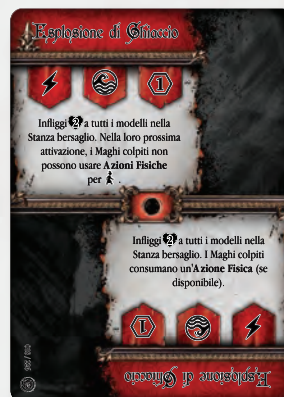 Esplosione di Ghiaccio
1
Infliggi 2 a tutti i modelli nella
Stanza bersaglio. Nella loro prossima
attivazione, i Maghi colpiti non
possono usare Azioni Fisiche
per .
Infliggi 2 a tutti i modelli nella
Stanza bersaglio. I Maghi colpiti
consumano un'Azione Fisica (se
disponibile).
1
Esplosione di Ghiaccio